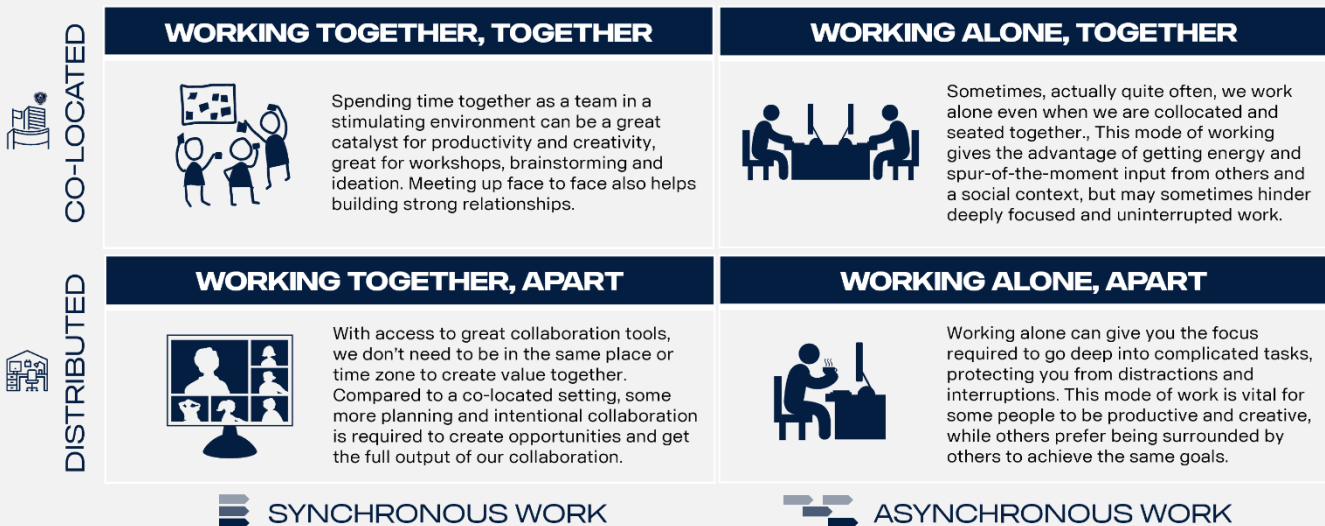 CO-LOCATED
WORKING TOGETHER, TOGETHER
Spending time together as a team in a
stimulating environment can be a great
catalyst for productivity and creativity,
great for workshops, brainstorming and
ideation. Meeting up face to face also helps
building strong relationships.
WORKING ALONE, TOGETHER
Sometimes, actually quite often, we work
alone even when we are collocated and
seated together., This mode of working
gives the advantage of getting energy and
spur-of-the-moment input from others and
a social context, but may sometimes hinder
deeply focused and uninterrupted work.
DISTRIBUTED
WORKING TOGETHER, APART
With access to great collaboration tools,
we don’t need to be in the same place or
time zone to create value together.
Compared to a co-located setting, some
more planning and intentional collaboration
is required to create opportunities and get
the full output of our collaboration.
WORKING ALONE, APART
Working alone can give you the focus
required to go deep into complicated tasks,
protecting you from distractions and
interruptions. This mode of work is vital for
some people to be productive and creative,
while others prefer being surrounded by
others to achieve the same goals.
SYNCHRONOUS WORK
ASYNCHRONOUS WORK